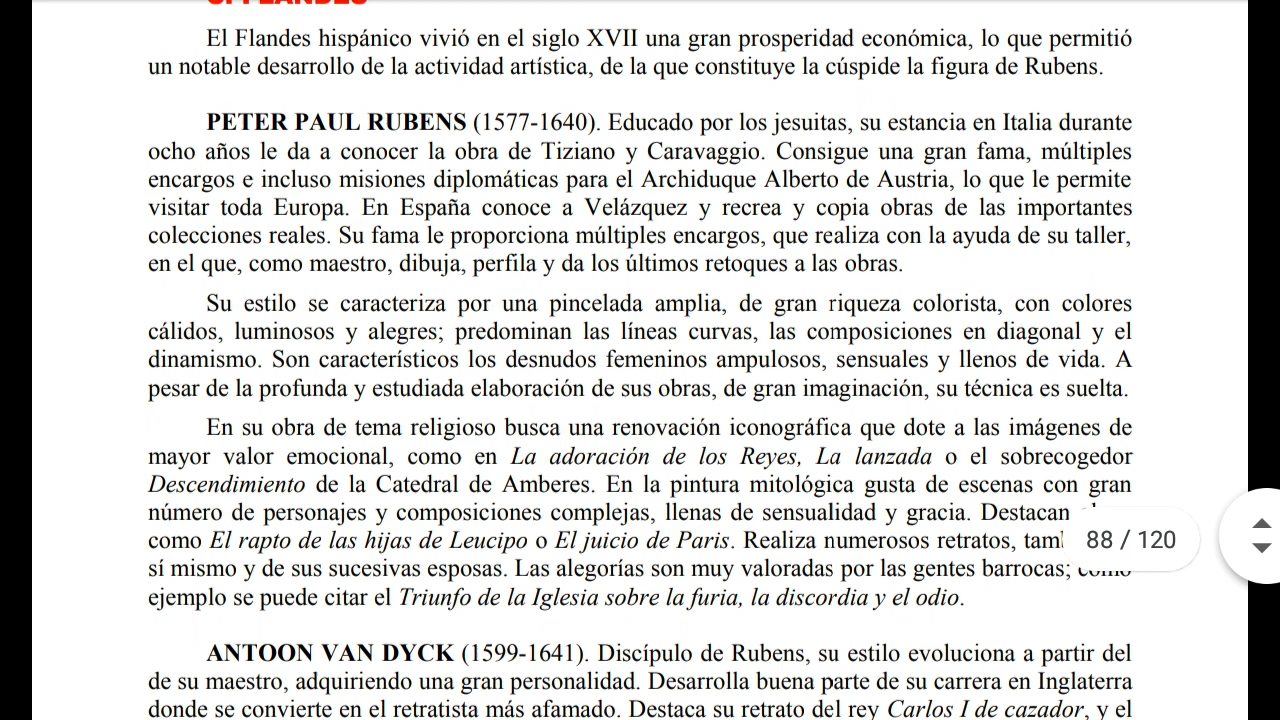 El Flandes hispánico vivió en el siglo XVII una gran prosperidad económica, lo que permitió
un notable desarrollo de la actividad artística, de la que constituye la cúspide la figura de Rubens.
PETER PAUL RUBENS (1577-1640). Educado por los jesuitas, su estancia en Italia durante
ocho años le da a conocer la obra de Tiziano y Caravaggio. Consigue una gran fama, múltiples
encargos e incluso misiones diplomáticas para el Archiduque Alberto de Austria, lo que le permite
visitar toda Europa. En España conoce a Velázquez y recrea y copia obras de las importantes
colecciones reales. Su fama le proporciona múltiples encargos, que realiza con la ayuda de su taller,
en el que, como maestro, dibuja, perfila y da los últimos retoques a las obras.
Su estilo se caracteriza por una pincelada amplia, de gran riqueza colorista, con colores
cálidos, luminosos y alegres; predominan las líneas curvas, las composiciones en diagonal y el
dinamismo. Son característicos los desnudos femeninos ampulosos, sensuales y llenos de vida. A
pesar de la profunda y estudiada elaboración de sus obras, de gran imaginación, su técnica es suelta.
En su obra de tema religioso busca una renovación iconográfica que dote a las imágenes de
mayor valor emocional, como en La adoración de los Reyes, La lanzada o el sobrecogedor
Descendimiento de la Catedral de Amberes. En la pintura mitológica gusta de escenas con gran
número de personajes y composiciones complejas, llenas de sensualidad y gracia. Destacan
como El rapto de las hijas de Leucipo o El juicio de Paris. Realiza numerosos retratos,
88 / 120
sí mismo y de sus sucesivas esposas. Las alegorías son muy valoradas por las gentes barrocas; como
ejemplo se puede citar el Triunfo de la Iglesia sobre la furia, la discordia y el odio.
ANTOON VAN DYCK (1599-1641). Discípulo de Rubens, su estilo evoluciona a partir del
de su maestro, adquiriendo una gran personalidad. Desarrolla buena parte de su carrera en Inglaterra
donde se convierte en el retratista más afamado. Destaca su retrato del rey Carlos I de cazador, y el